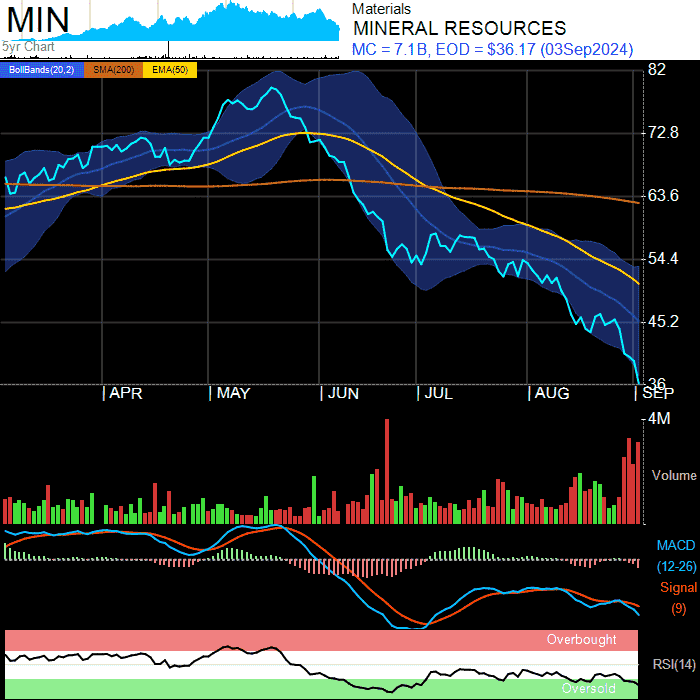 MIN
5yr Chart
Materials
MINERAL RESOURCES
MC = 7.1B, EOD = $36.17 (03Sep2024)
BollBands(20,2) SMA(200) EMA(50)
82
72.8
63.6
54.4
45.2
36
| APR | MAY | JUN | JUL | AUG | SEP
4M
Volume
MACD
(12-26)
Signal
(9)
Overbought
RSI(14)
Oversold